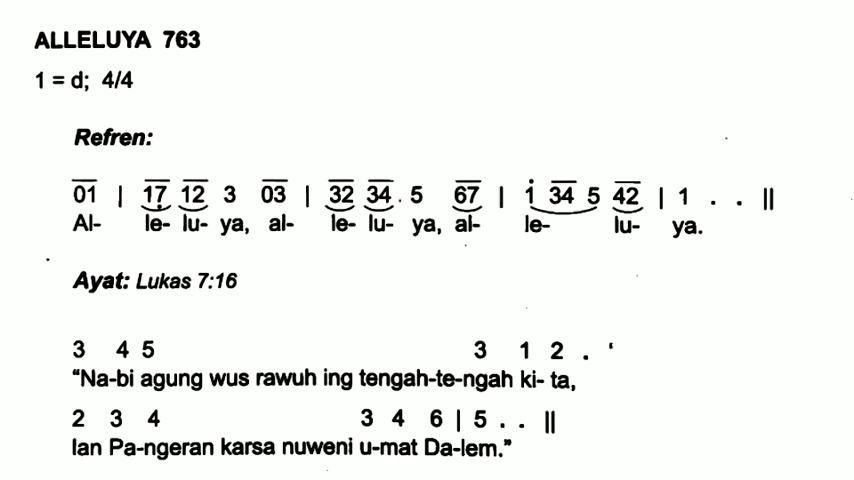 ALLELUYA 763
1 = d; 4/4
Refren:
01 | 17 12 3 03 | 32 34 . 5 67 | 1̇ 34 5 42 | 1 . . ||
Al- le- lu- ya, al- le- lu- ya, al- le- lu- ya.
Ayat: Lukas 7:16
3 4 5 3 1 2 . '
“Na-bi agung wus rawuh ing tengah-te-ngah ki- ta,
2 3 4 3 4 6 | 5 . . ||
lan Pa-ngeran karsa nuweni u-mat Da-lem.”